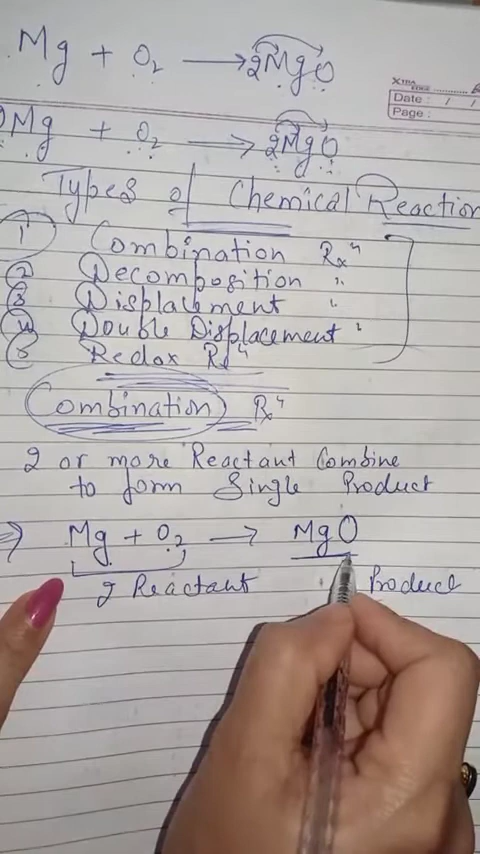 Mg + O2 → 2MgO
XTRA
Date : / /
Page :
2Mg + O2 → 2MgO
Types of Chemical Reaction
1 Combination Rxn
2 Decomposition "
3 Displacement "
4 Double Displacement "
5 Redox Rxn
Combination Rxn
2 or more Reactant Combine
to form Single Product
⇒ Mg + O2 → MgO
2 Reactant Product